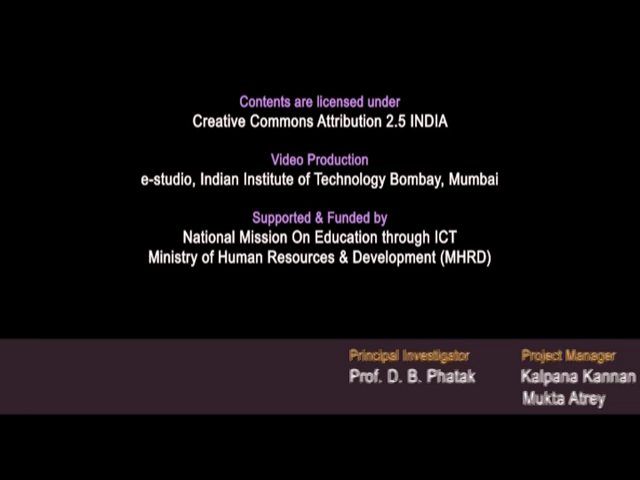 Contents are licensed under
Creative Commons Attribution 2.5 INDIA
Video Production
e-studio, Indian Institute of Technology Bombay, Mumbai
Supported & Funded by
National Mission On Education through ICT
Ministry of Human Resources & Development (MHRD)
Principal Investigator
Prof. D. B. Phatak
Project Manager
Kalpana Kannan
Mukta Atrey